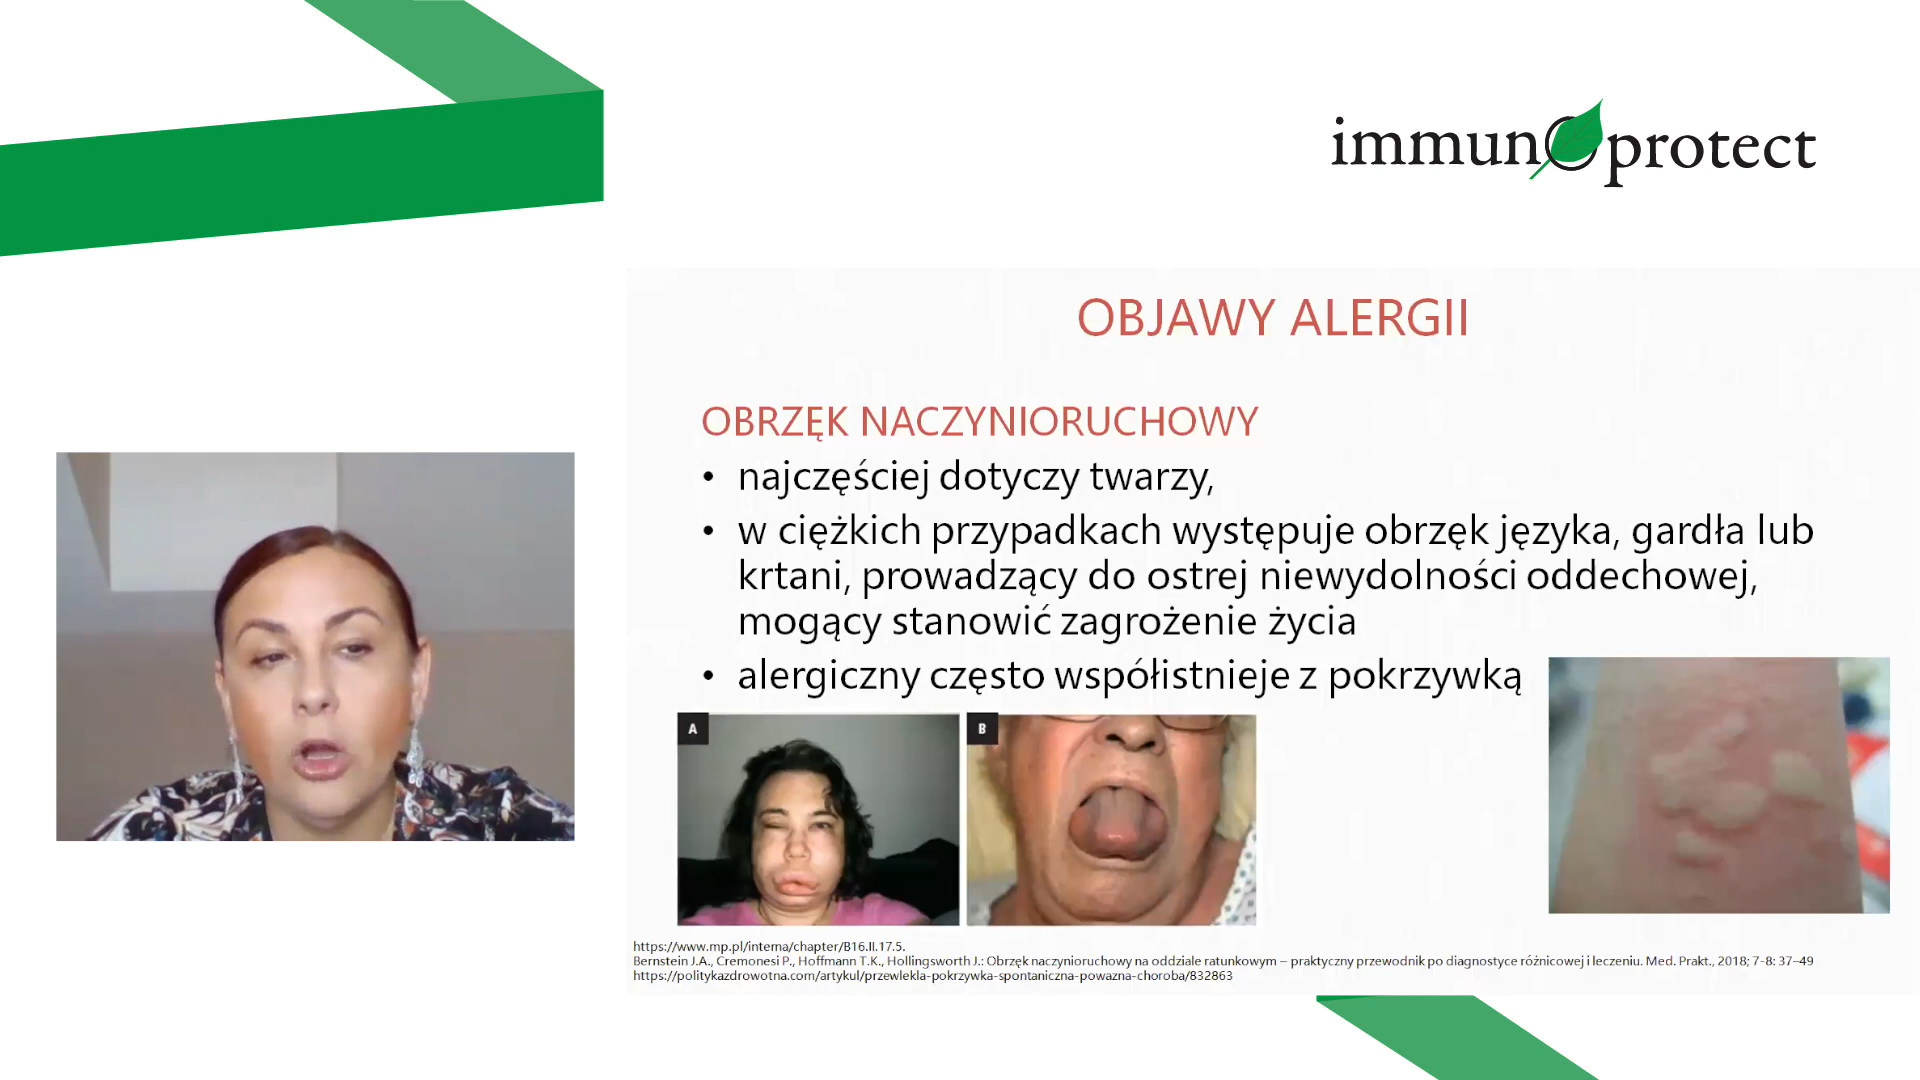 immunoprotect
OBJAWY ALERGII
OBRZĘK NACZYNIORUCHOWY
• najczęściej dotyczy twarzy,
• w ciężkich przypadkach występuje obrzęk języka, gardła lub
krtani, prowadzący do ostrej niewydolności oddechowej,
mogący stanowić zagrożenie życia
• alergiczny często współistnieje z pokrzywką
A
B
https://www.mp.pl/interna/chapter/B16.II.17.5.
Bernstein J.A., Cremonesi P., Hoffmann T.K., Hollingsworth J.: Obrzęk naczynioruchowy na oddziale ratunkowym – praktyczny przewodnik po diagnostyce różnicowej i leczeniu. Med. Prakt., 2018; 7-8: 37–49
https://politykazdrowotna.com/artykul/przewlekla-pokrzywka-spontaniczna-powazna-choroba/832863